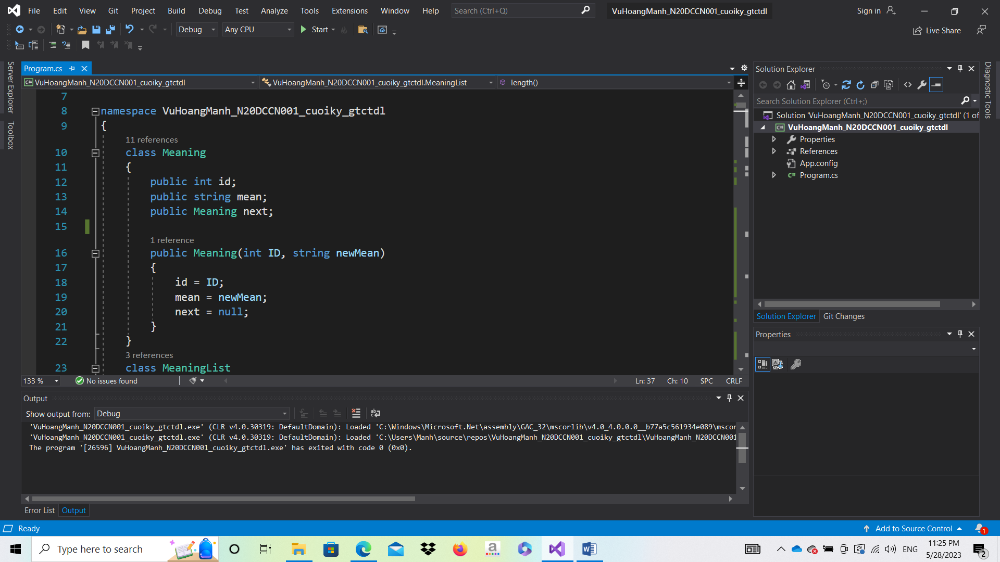 File Edit View Git Project Build Debug Test Analyze Tools Extensions Window Help Search (Ctrl+Q) VuHoangManh_N20DCCN001_cuoiky_gtctdl Sign in
Debug Any CPU Start Live Share
Server Explorer
Toolbox
Program.cs
VuHoangManh_N20DCCN001_cuoiky_gtctdl VuHoangManh_N20DCCN001_cuoiky_gtctdl.MeaningList length()
7
8 namespace VuHoangManh_N20DCCN001_cuoiky_gtctdl
9 {
11 references
10 class Meaning
11 {
12 public int id;
13 public string mean;
14 public Meaning next;
15
1 reference
16 public Meaning(int ID, string newMean)
17 {
18 id = ID;
19 mean = newMean;
20 next = null;
21 }
22 }
3 references
23 class MeaningList
133 % No issues found Ln: 37 Ch: 10 SPC CRLF
Output
Show output from: Debug
'VuHoangManh_N20DCCN001_cuoiky_gtctdl.exe' (CLR v4.0.30319: DefaultDomain): Loaded 'C:\Windows\Microsoft.Net\assembly\GAC_32\mscorlib\v4.0_4.0.0.0__b77a5c561934e089\mscor
'VuHoangManh_N20DCCN001_cuoiky_gtctdl.exe' (CLR v4.0.30319: DefaultDomain): Loaded 'C:\Users\Manh\source\repos\VuHoangManh_N20DCCN001_cuoiky_gtctdl\VuHoangManh_N20DCCN001
The program '[26596] VuHoangManh_N20DCCN001_cuoiky_gtctdl.exe' has exited with code 0 (0x0).
Error List Output
Solution Explorer
Search Solution Explorer (Ctrl+;)
Solution 'VuHoangManh_N20DCCN001_cuoiky_gtctdl' (1 of
C# VuHoangManh_N20DCCN001_cuoiky_gtctdl
Properties
References
App.config
C# Program.cs
Solution Explorer Git Changes
Properties
Diagnostic Tools
Ready Add to Source Control 1
Type here to search ENG 11:25 PM
5/28/2023 2